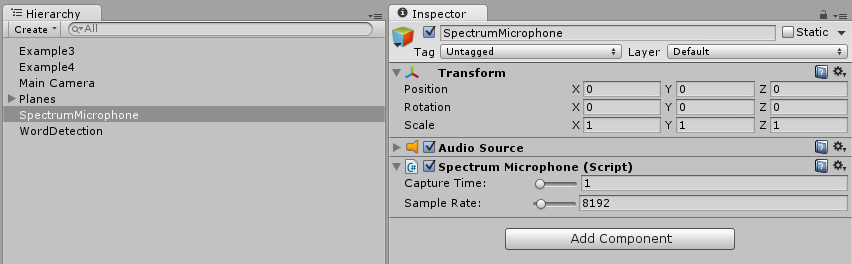 Hierarchy
Create All
Example3
Example4
Main Camera
Planes
SpectrumMicrophone
WordDetection
Inspector
SpectrumMicrophone Static
Tag Untagged Layer Default
Transform
Position X 0 Y 0 Z 0
Rotation X 0 Y 0 Z 0
Scale X 1 Y 1 Z 1
Audio Source
C# Spectrum Microphone (Script)
Capture Time: 1
Sample Rate: 8192
Add Component